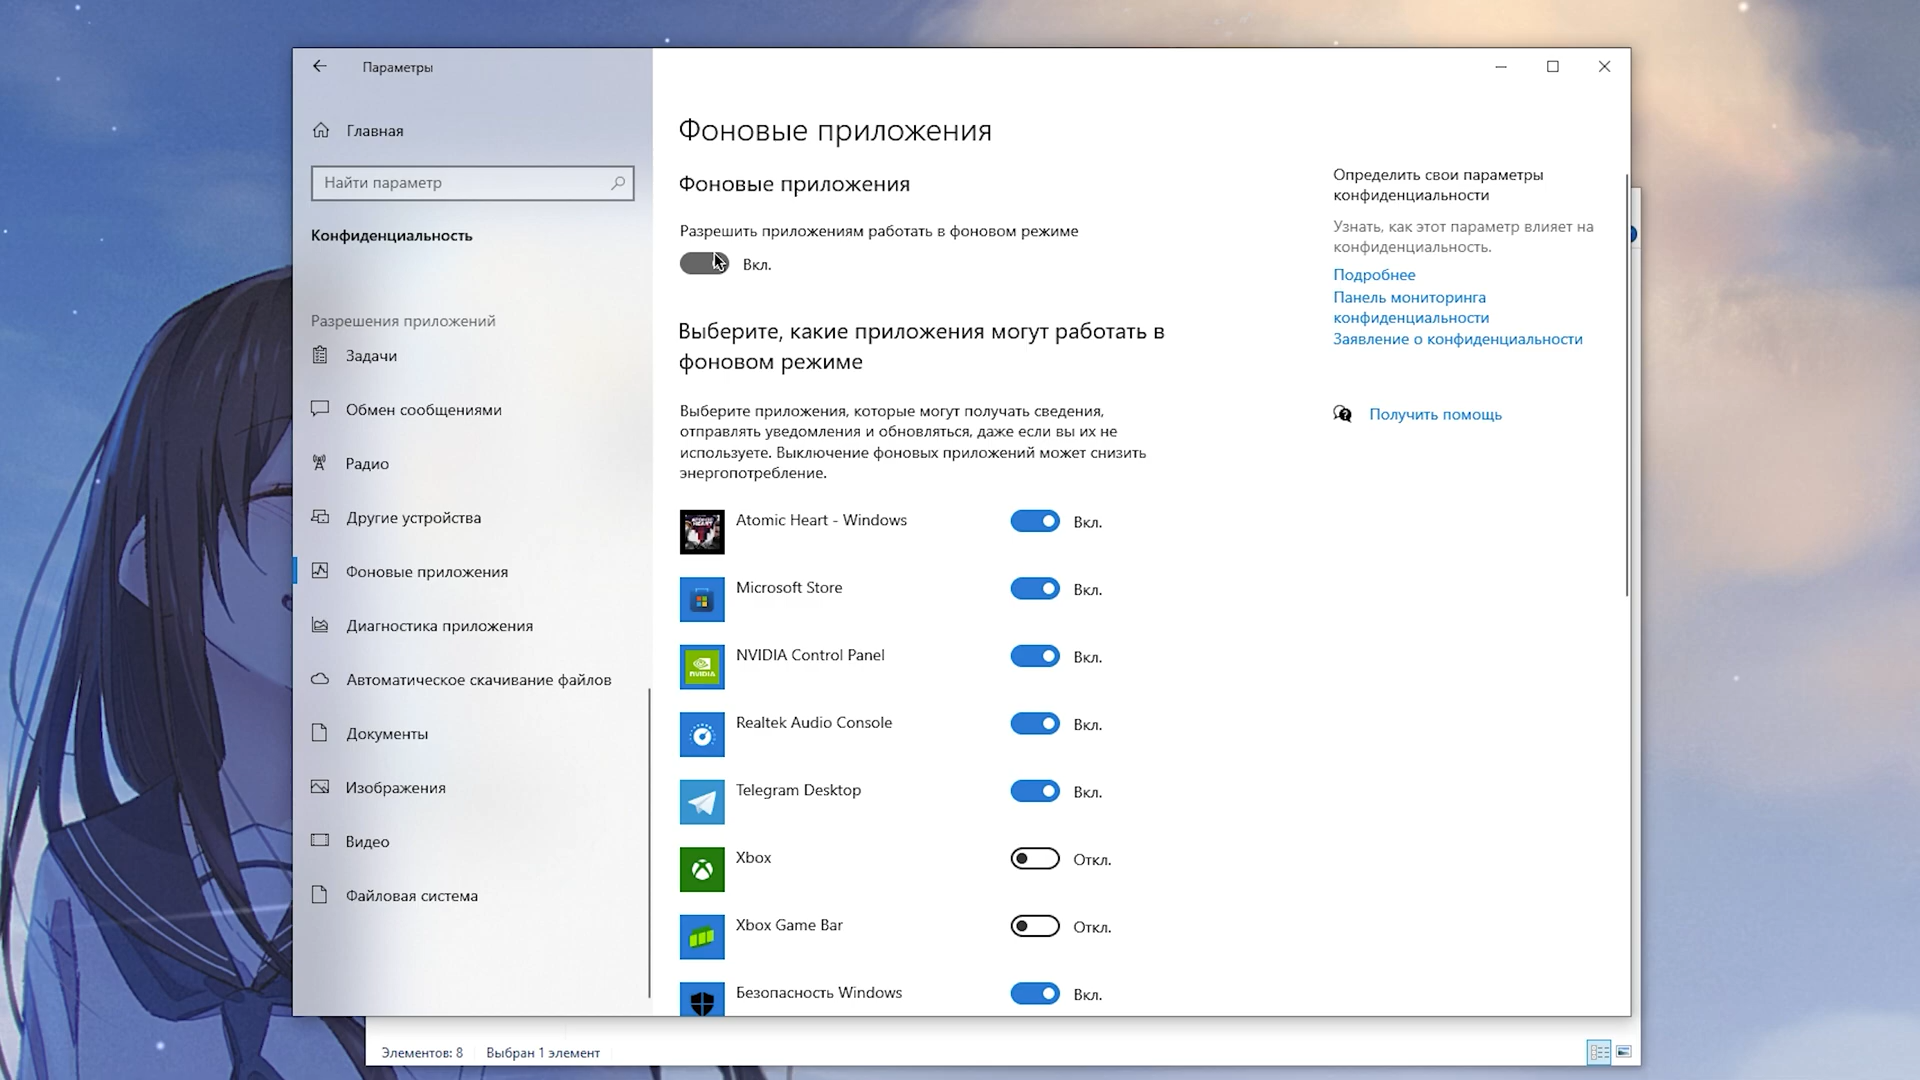 Параметры
Главная
Найти параметр
Конфиденциальность
Разрешения приложений
Задачи
Обмен сообщениями
Радио
Другие устройства
Фоновые приложения
Диагностика приложения
Автоматическое скачивание файлов
Документы
Изображения
Видео
Файловая система
Фоновые приложения
Фоновые приложения
Разрешить приложениям работать в фоновом режиме
Вкл.
Выберите, какие приложения могут работать в
фоновом режиме
Выберите приложения, которые могут получать сведения,
отправлять уведомления и обновляться, даже если вы их не
используете. Выключение фоновых приложений может снизить
энергопотребление.
Atomic Heart - Windows Вкл.
Microsoft Store Вкл.
NVIDIA
NVIDIA Control Panel Вкл.
Realtek Audio Console Вкл.
Telegram Desktop Вкл.
Xbox Откл.
Xbox Game Bar Откл.
Безопасность Windows Вкл.
Определить свои параметры
конфиденциальности
Узнать, как этот параметр влияет на
конфиденциальность.
Подробнее
Панель мониторинга
конфиденциальности
Заявление о конфиденциальности
Получить помощь
Элементов: 8 Выбран 1 элемент